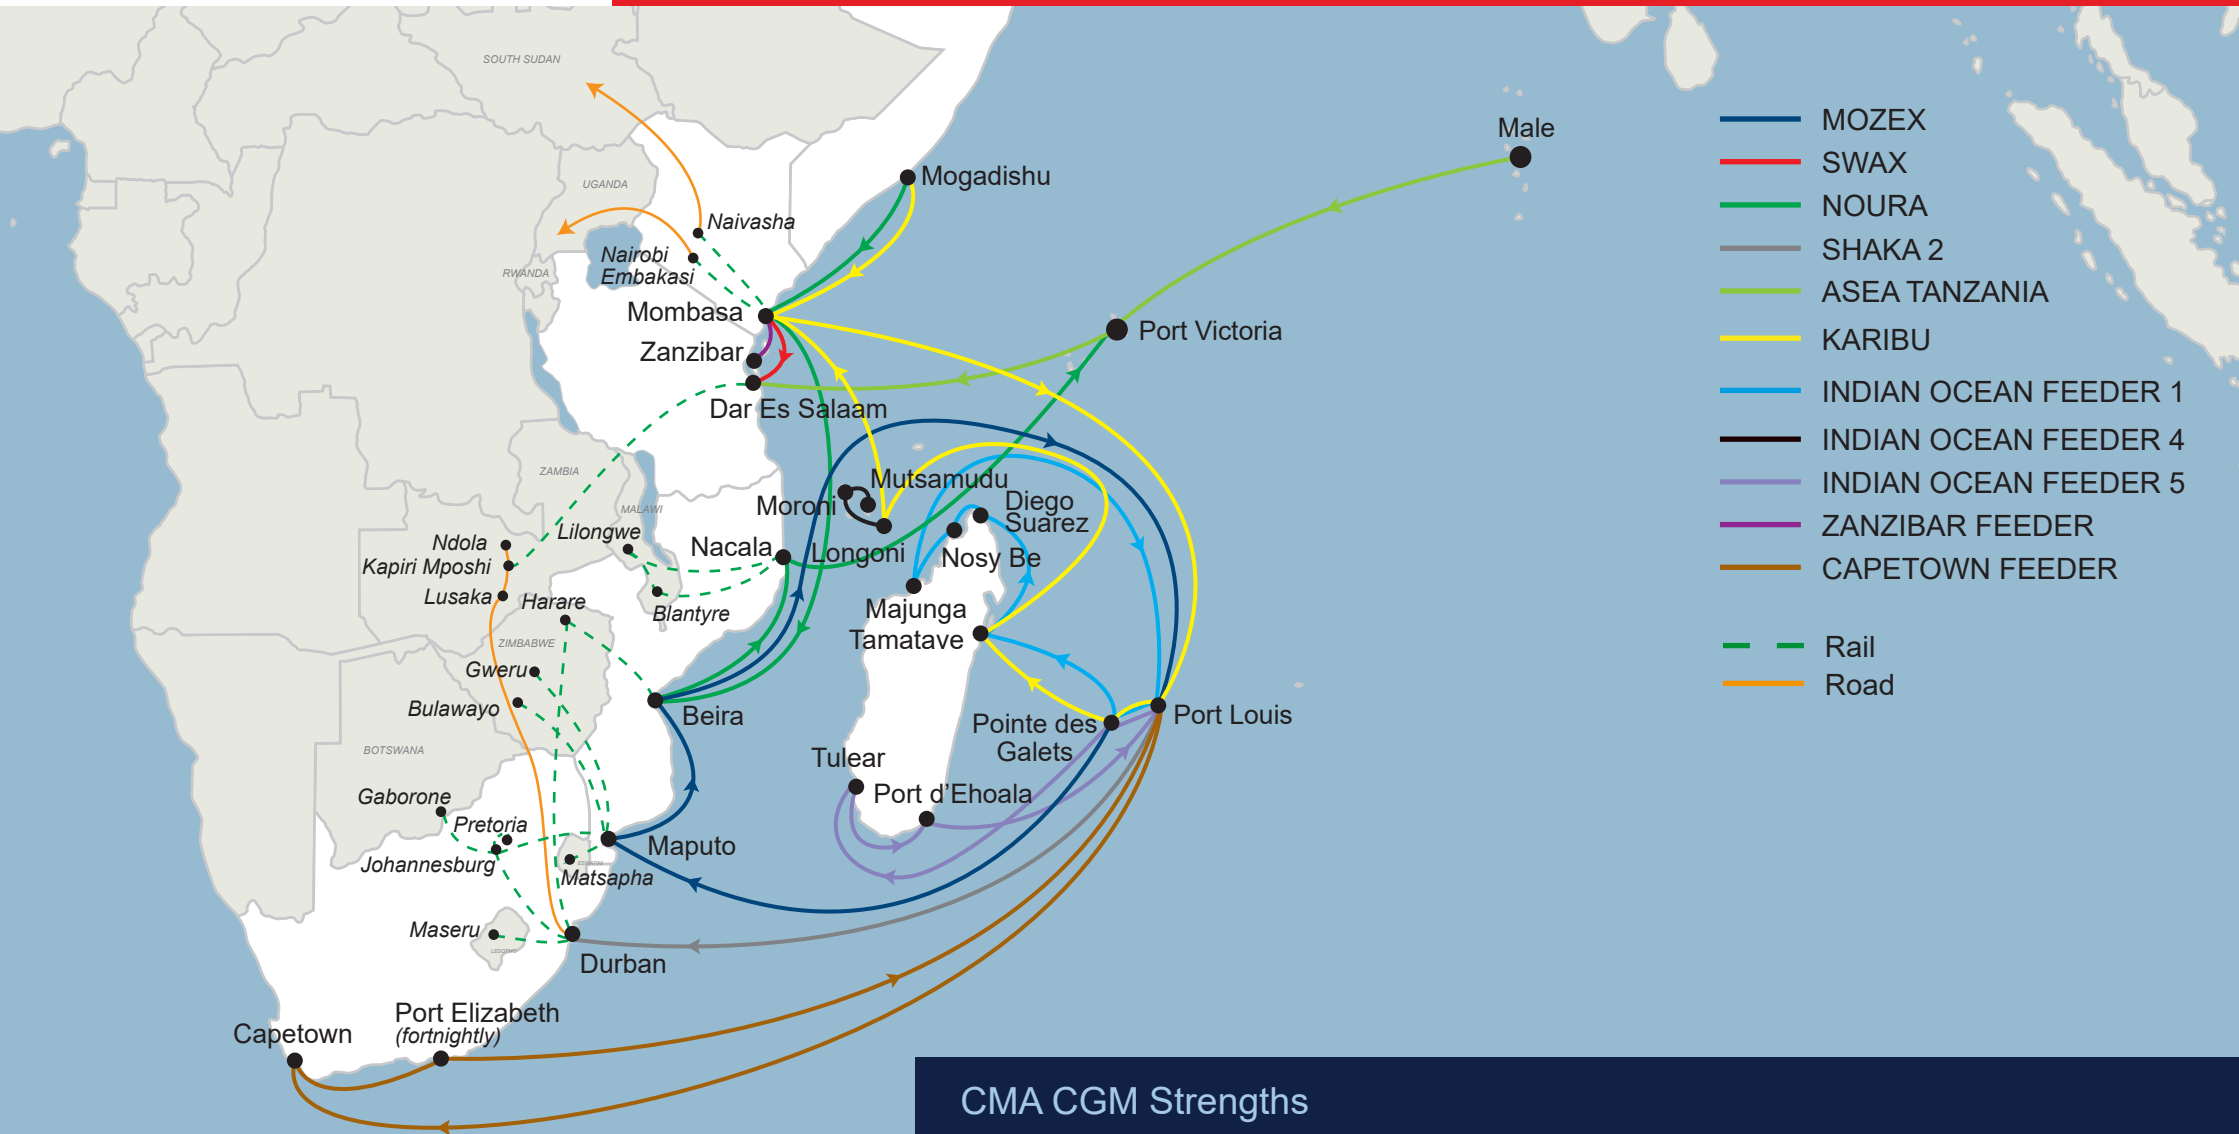 SOUTH SUDAN
Male
MOZEX
SWAX
Mogadishu
UGANDA
NOURA
Naivasha
SHAKA 2
Nairobi
Embakasi
RWANDA
ASEA TANZANIA
Mombasa
Port Victoria
KARIBU
Zanzibar
INDIAN OCEAN FEEDER 1
Dar Es Salaam
INDIAN OCEAN FEEDER 4
ZAMBIA
Mutsamudu
INDIAN OCEAN FEEDER 5
Moroni
Diego
Suarez
MALAWI
ZANZIBAR FEEDER
Lilongwe
Ndola
Nacala
Longoni
Nosy Be
Kapiri Mposhi
CAPETOWN FEEDER
Lusaka
Harare
Blantyre
Majunga
Tamatave
ZIMBABWE
Rail
Gweru
Road
Bulawayo
Beira
Port Louis
Pointe des
Galets
BOTSWANA
Tulear
Gaborone
Port d'Ehoala
Pretoria
Maputo
Johannesburg
Matsapha
Maseru
LESOTHO
Durban
Port Elizabeth
(fortnightly)
Capetown
CMA CGM Strengths